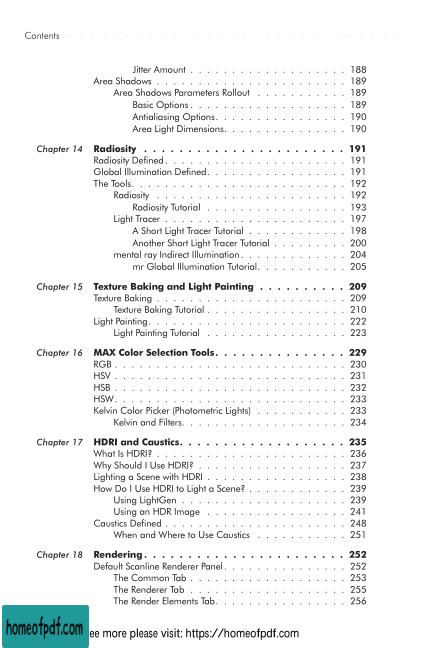 Contents
Jitter Amount . . . . . . . . . . . . . . . . . 188
Area Shadows . . . . . . . . . . . . . . . . . . . . 189
Area Shadows Parameters Rollout . . . . . . . . . . 189
Basic Options . . . . . . . . . . . . . . . . . 189
Antialiasing Options . . . . . . . . . . . . . . 190
Area Light Dimensions . . . . . . . . . . . . . 190
Chapter 14 Radiosity . . . . . . . . . . . . . . . . . . . . . . . 191
Radiosity Defined . . . . . . . . . . . . . . . . . . . 191
Global Illumination Defined . . . . . . . . . . . . . . 191
The Tools . . . . . . . . . . . . . . . . . . . . . . . 192
Radiosity . . . . . . . . . . . . . . . . . . . . 192
Radiosity Tutorial . . . . . . . . . . . . . . . 193
Light Tracer . . . . . . . . . . . . . . . . . . . 197
A Short Light Tracer Tutorial . . . . . . . . . . 198
Another Short Light Tracer Tutorial . . . . . . . . 200
mental ray Indirect Illumination . . . . . . . . . . . 204
mr Global Illumination Tutorial . . . . . . . . . . 205
Chapter 15 Texture Baking and Light Painting . . . . . . . . . . 209
Texture Baking . . . . . . . . . . . . . . . . . . . . 209
Texture Baking Tutorial . . . . . . . . . . . . . . 210
Light Painting . . . . . . . . . . . . . . . . . . . . . 222
Light Painting Tutorial . . . . . . . . . . . . . . . 223
Chapter 16 MAX Color Selection Tools . . . . . . . . . . . . . . . 229
RGB . . . . . . . . . . . . . . . . . . . . . . . . . 230
HSV . . . . . . . . . . . . . . . . . . . . . . . . . 231
HSB . . . . . . . . . . . . . . . . . . . . . . . . . 232
HSW . . . . . . . . . . . . . . . . . . . . . . . . . 233
Kelvin Color Picker (Photometric Lights) . . . . . . . . . 233
Kelvin and Filters . . . . . . . . . . . . . . . . . 234
Chapter 17 HDRI and Caustics . . . . . . . . . . . . . . . . . . . 235
What Is HDRI? . . . . . . . . . . . . . . . . . . . . 236
Why Should I Use HDRI? . . . . . . . . . . . . . . . 237
Lighting a Scene with HDRI . . . . . . . . . . . . . . 238
How Do I Use HDRI to Light a Scene? . . . . . . . . . . 239
Using LightGen . . . . . . . . . . . . . . . . . 239
Using an HDR Image . . . . . . . . . . . . . . . 241
Caustics Defined . . . . . . . . . . . . . . . . . . . 248
When and Where to Use Caustics . . . . . . . . . . 251
Chapter 18 Rendering . . . . . . . . . . . . . . . . . . . . . . . 252
Default Scanline Renderer Panel . . . . . . . . . . . . . 252
The Common Tab . . . . . . . . . . . . . . . . . 253
The Renderer Tab . . . . . . . . . . . . . . . . . 255
The Render Elements Tab . . . . . . . . . . . . . . 256
homeofpdf.com ee more please visit: https://homeofpdf.com